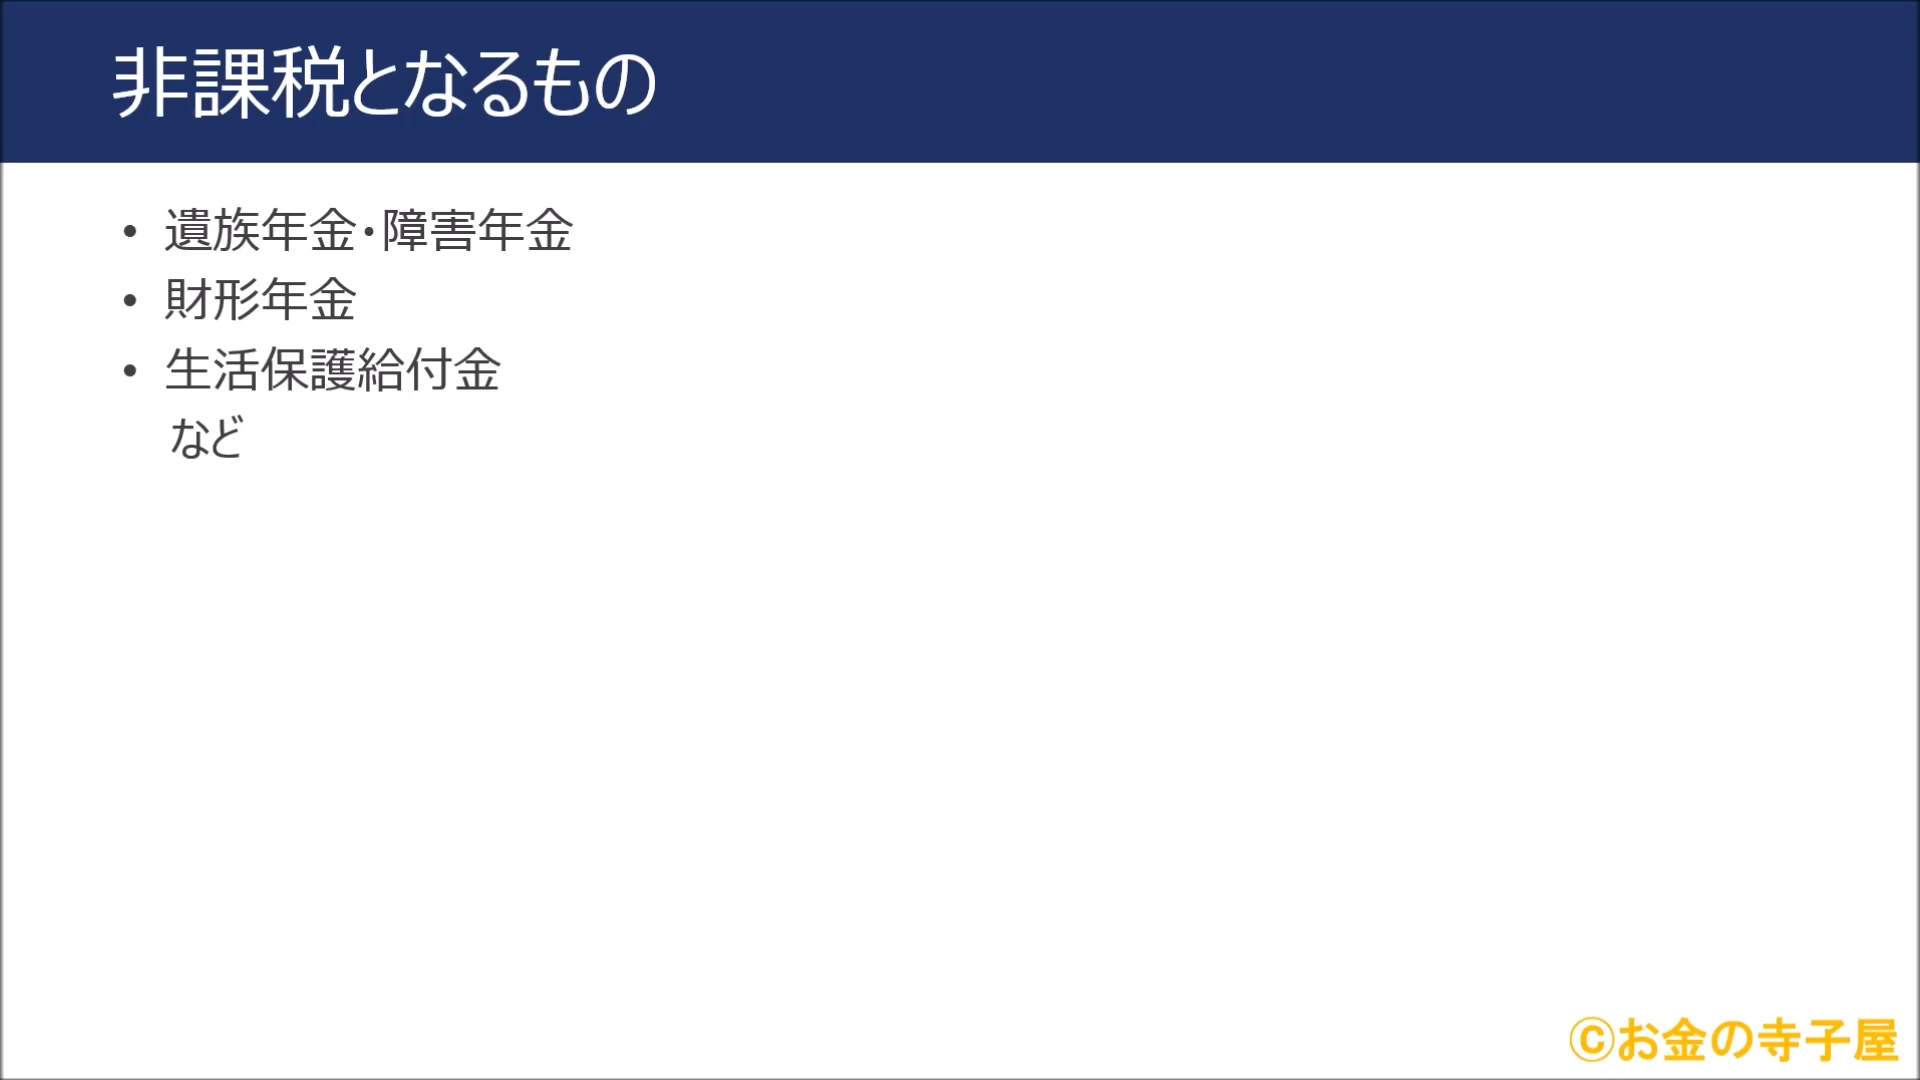 非課税となるもの
• 遺族年金・障害年金
• 財形年金
• 生活保護給付金
など
©お金の寺子屋